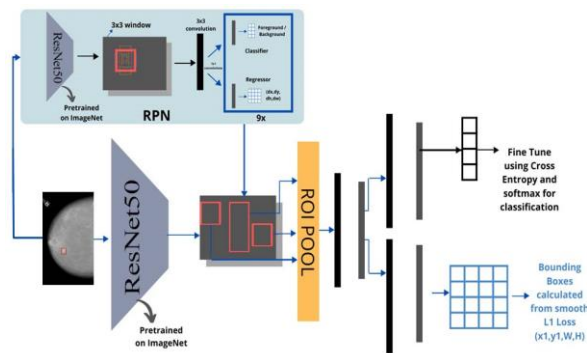 3x3 window
3x3
convolution
Foreground /
Background
Classifier
Regressor
(dx,dy,
dh,dw)
ResNet50
Pretrained
on ImageNet
RPN
9x
ResNet50
Pretrained
on ImageNet
ROI POOL
Fine Tune
using Cross
Entropy and
softmax for
classification
Bounding
Boxes
calculated
from smooth
L1 Loss
(x1,y1,W,H)